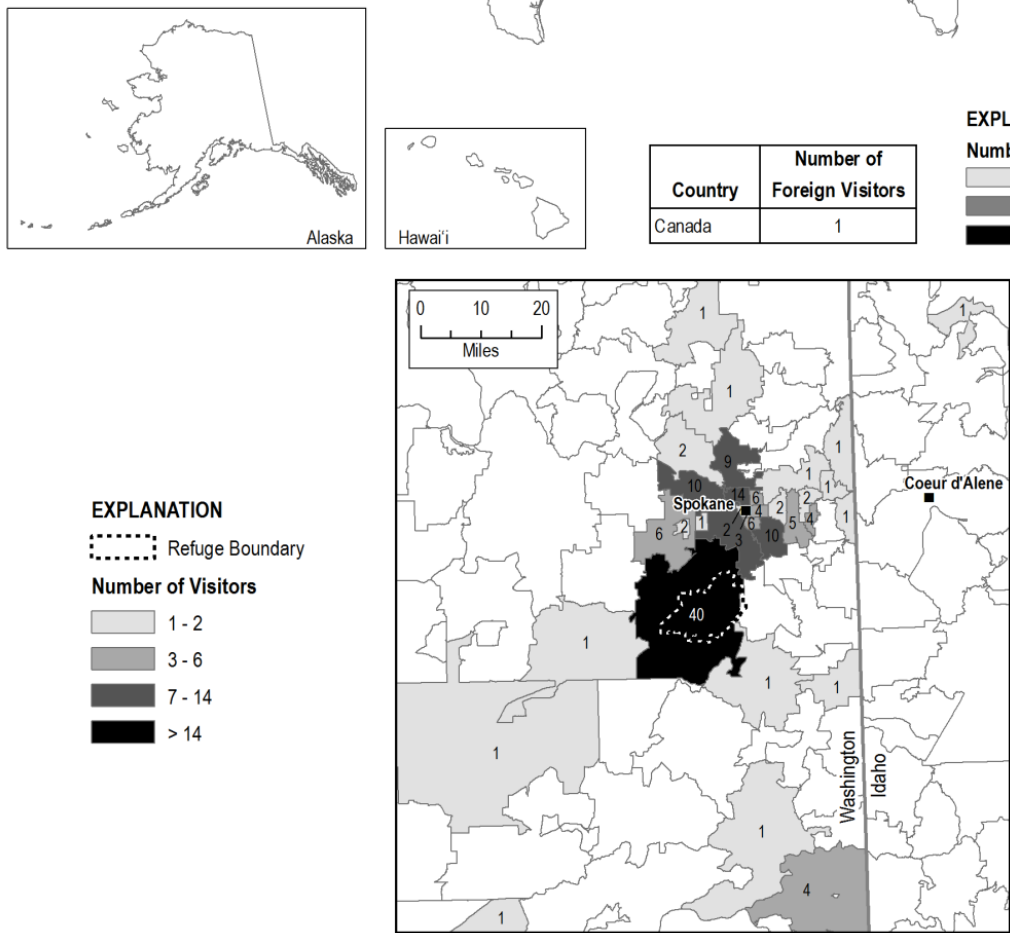 Alaska
Hawai'i
Country
Number of
Foreign Visitors
Canada
1
EXPL
Numb
0 10 20
Miles
1
1
1
2
9
1
1
10
14
6
1
2
Coeur d'Alene
Spokane
4
2
5
4
1
6
2
1
2
6
3
10
40
EXPLANATION
Refuge Boundary
Number of Visitors
1 - 2
3 - 6
7 - 14
> 14
1
1
1
1
1
Washington
Idaho
4
1